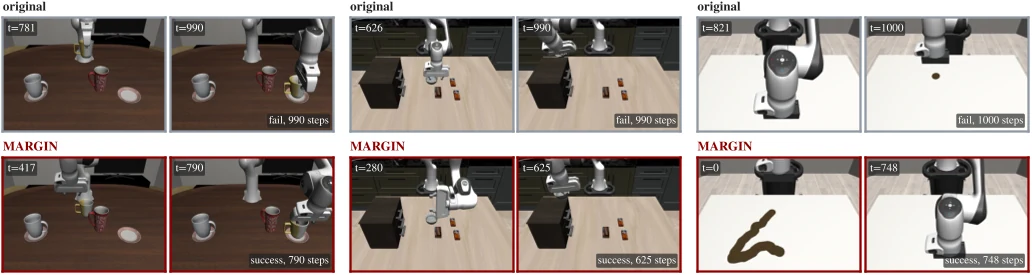 original
original
original
t=781
t=990
fail, 990 steps
t=626
t=990
fail, 990 steps
t=821
t=1000
fail, 1000 steps
MARGIN
MARGIN
MARGIN
t=417
t=790
success, 790 steps
t=280
t=625
success, 625 steps
t=0
t=748
success, 748 steps